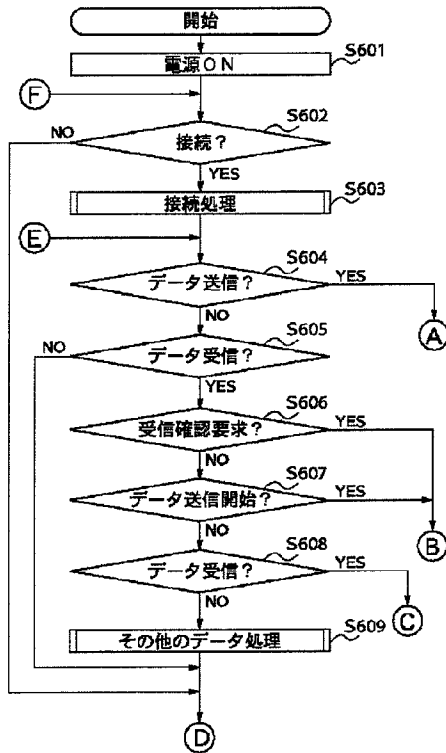 開始
S601
電源ON
F
S602
NO
接続？
YES
S603
接続処理
E
S604
データ送信？
YES
NO
A
S605
NO
データ受信？
YES
S606
受信確認要求？
YES
NO
S607
データ送信開始？
YES
NO
B
S608
データ受信？
YES
NO
C
S609
その他のデータ処理
D